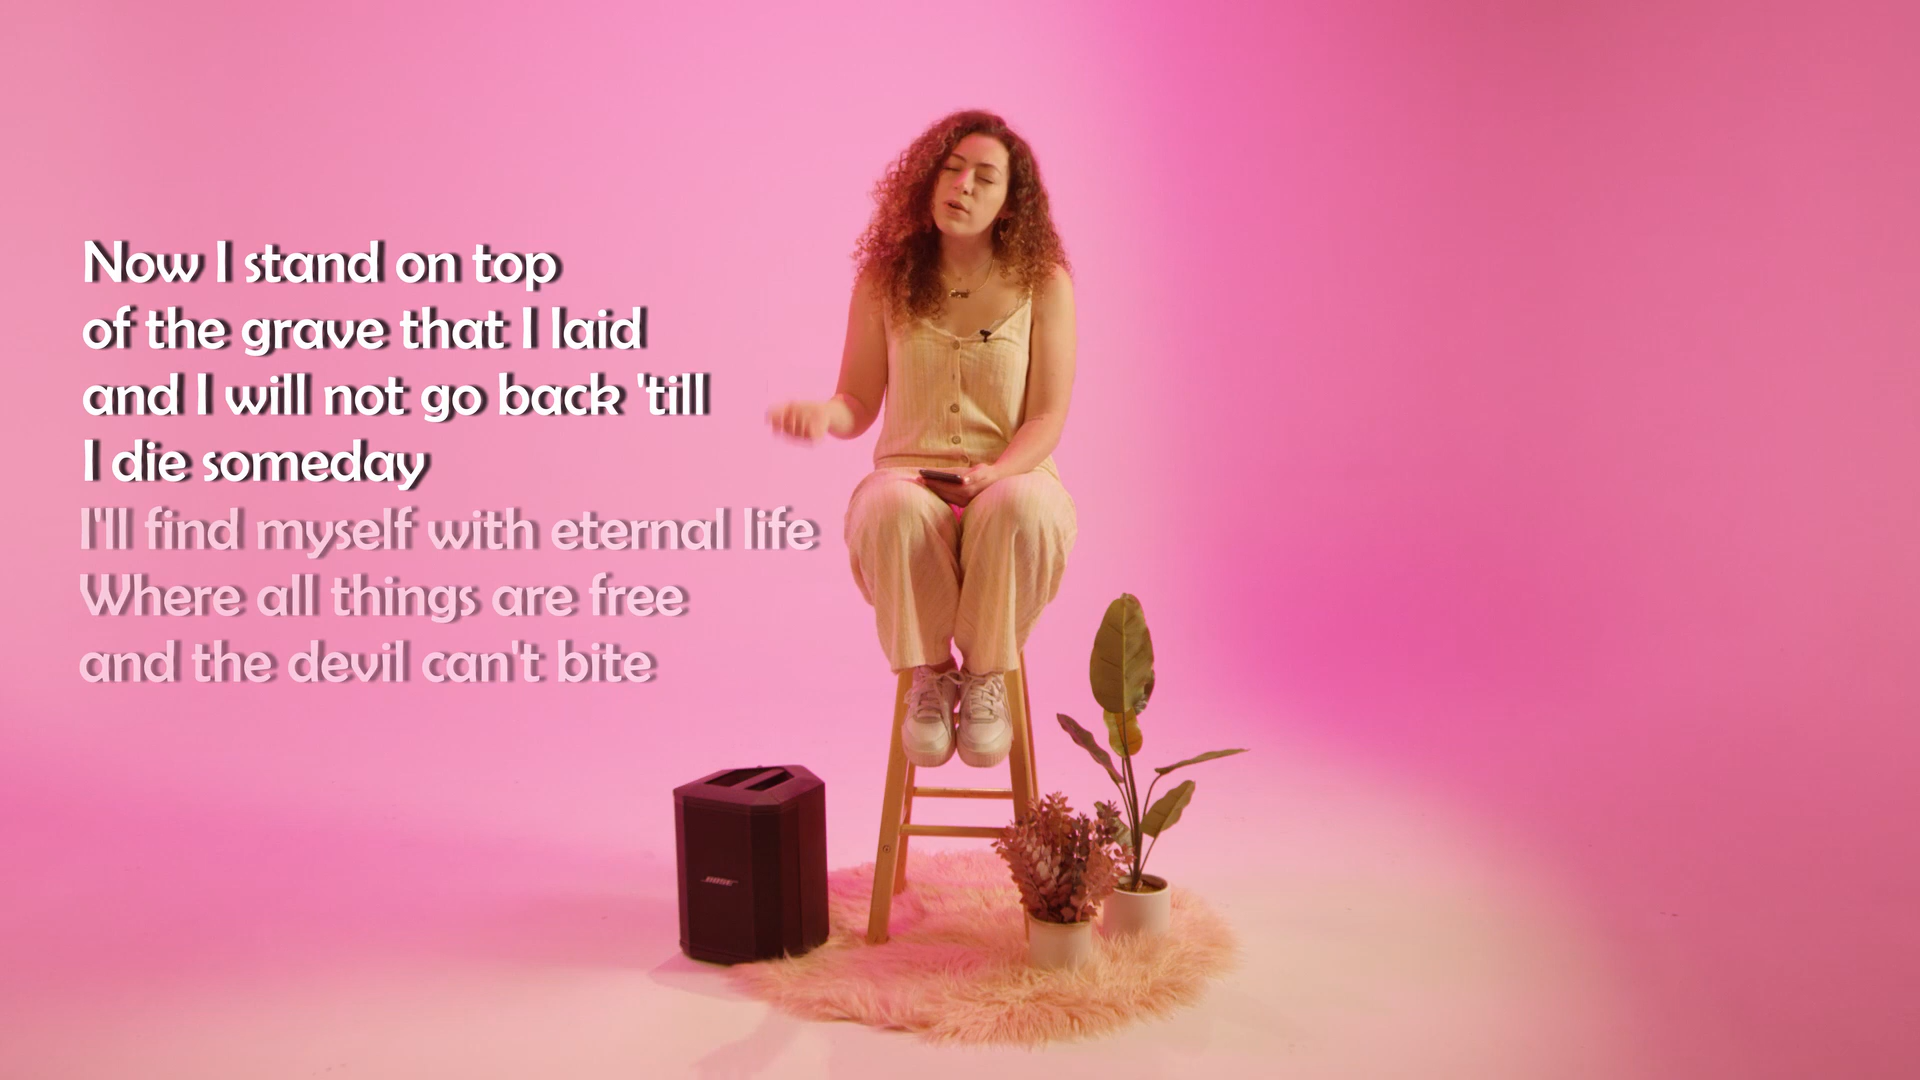 Now I stand on top
of the grave that I laid
and I will not go back 'till
I die someday
I'll find myself with eternal life
Where all things are free
and the devil can't bite
BOSE